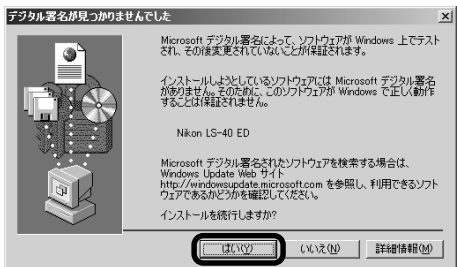 デジタル署名が見つかりませんでした
Microsoft デジタル署名によって、ソフトウェアが Windows 上でテスト
され、その後変更されていないことが保証されます。
インストールしようとしているソフトウェアには Microsoft デジタル署名
がありません。そのために、このソフトウェアが Windows で正しく動作
することは保証されません。
Nikon LS-40 ED
Microsoft デジタル署名されたソフトウェアを検索する場合は、
Windows Update Web サイト
http://windowsupdate.microsoft.com を参照し、利用できるソフト
ウェアであるかどうかを確認してください。
インストールを続行しますか?
はい(Y) いいえ(N) 詳細情報(M)